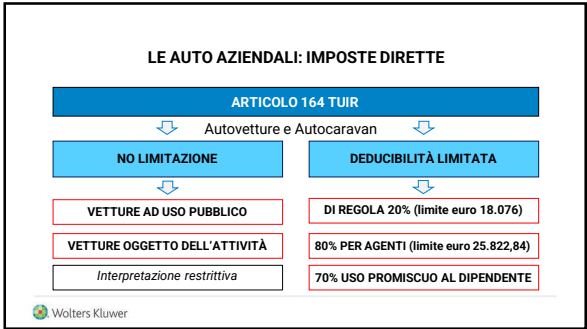 LE AUTO AZIENDALI: IMPOSTE DIRETTE
ARTICOLO 164 TUIR
Autovetture e Autocaravan
NO LIMITAZIONE
DEDUCIBILITÀ LIMITATA
VETTURE AD USO PUBBLICO
DI REGOLA 20% (limite euro 18.076)
VETTURE OGGETTO DELL'ATTIVITÀ
80% PER AGENTI (limite euro 25.822,84)
Interpretazione restrittiva
70% USO PROMISCUO AL DIPENDENTE
Wolters Kluwer